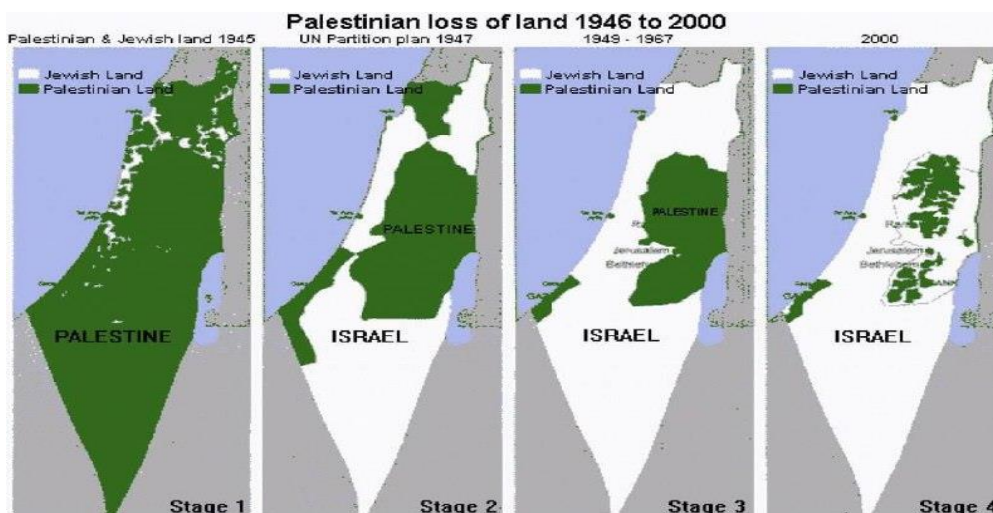 Palestinian loss of land 1946 to 2000
Palestinian & Jewish land 1945
Jewish Land
Palestinian Land
PALESTINE
Stage 1
UN Partition plan 1947
Jewish Land
Palestinian Land
PALESTINE
ISRAEL
Stage 2
1949 - 1967
Jewish Land
Palestinian Land
PALESTINE
Jerusalem
ISRAEL
Stage 3
2000
Jewish Land
Palestinian Land
Jerusalem
Bethlehem
ISRAEL
Stage 4